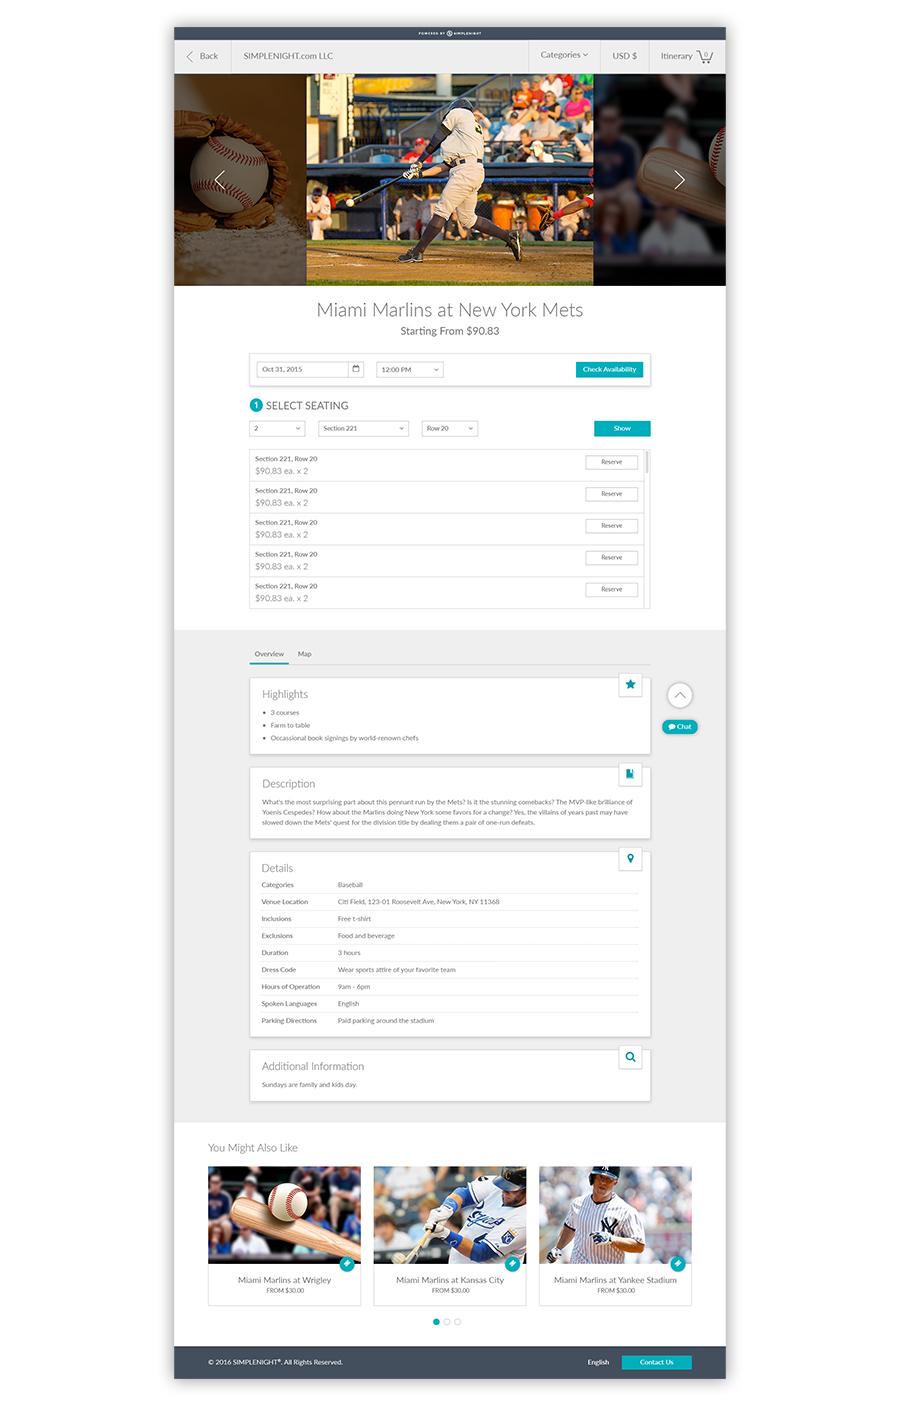 POWERED BY SIMPLENIGHT
Back SIMPLENIGHT.com LLC Categories USD $ Itinerary 0
Miami Marlins at New York Mets
Starting From $90.83
Oct 31, 2015 12:00 PM Check Availability
1 SELECT SEATING
2 Section 221 Row 20 Show
Section 221, Row 20
$90.83 ea. x 2 Reserve
Section 221, Row 20
$90.83 ea. x 2 Reserve
Section 221, Row 20
$90.83 ea. x 2 Reserve
Section 221, Row 20
$90.83 ea. x 2 Reserve
Section 221, Row 20
$90.83 ea. x 2 Reserve
Overview Map
Highlights
• 3 courses
• Farm to table
• Occassional book signings by world-renown chefs
Chat
Description
What's the most surprising part about this pennant run by the Mets? Is it the stunning comebacks? The MVP-like brilliance of
Yoenis Cespedes? How about the Marlins doing New York some favors for a change? Yes, the villains of years past may have
slowed down the Mets' quest for the division title by dealing them a pair of one-run defeats.
Details
Categories Baseball
Venue Location Citi Field, 123-01 Roosevelt Ave, New York, NY 11368
Inclusions Free t-shirt
Exclusions Food and beverage
Duration 3 hours
Dress Code Wear sports attire of your favorite team
Hours of Operation 9am - 6pm
Spoken Languages English
Parking Directions Paid parking around the stadium
Additional Information
Sundays are family and kids day.
You Might Also Like
Miami Marlins at Wrigley
FROM $30.00
Miami Marlins at Kansas City
FROM $30.00
Miami Marlins at Yankee Stadium
FROM $30.00
© 2016 SIMPLENIGHT®, All Rights Reserved. English Contact Us